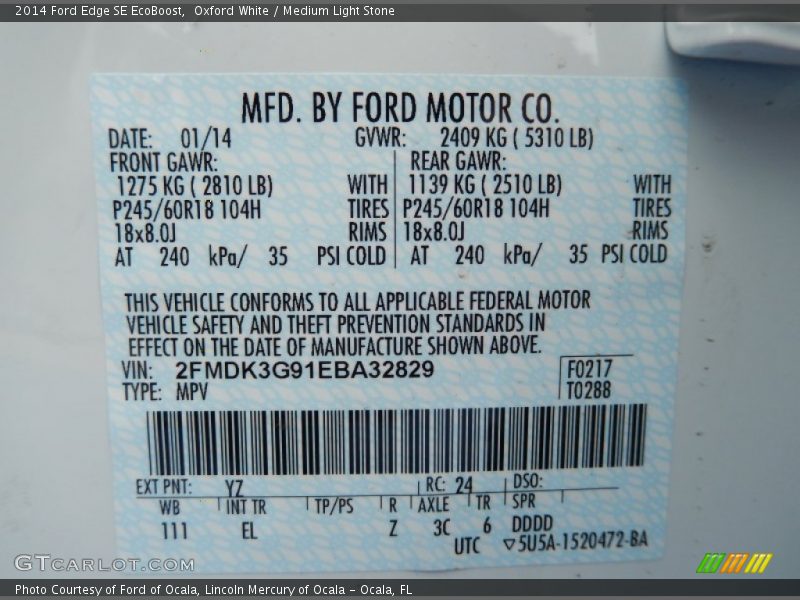 2014 Ford Edge SE EcoBoost,  Oxford White / Medium Light Stone
MFD. BY FORD MOTOR CO.
DATE: 01/14 GVWR: 2409 KG ( 5310 LB)
FRONT GAWR: REAR GAWR:
1275 KG ( 2810 LB) WITH 1139 KG ( 2510 LB) WITH
P245/60R18 104H TIRES P245/60R18 104H TIRES
18x8.0J RIMS 18x8.0J RIMS
AT 240 kPa/ 35 PSI COLD AT 240 kPa/ 35 PSI COLD
THIS VEHICLE CONFORMS TO ALL APPLICABLE FEDERAL MOTOR
VEHICLE SAFETY AND THEFT PREVENTION STANDARDS IN
EFFECT ON THE DATE OF MANUFACTURE SHOWN ABOVE.
VIN: 2FMDK3G91EBA32829 F0217
TYPE: MPV T0288
EXT PNT: YZ RC: 24 DSO:
WB INT TR TP/PS R AXLE TR SPR
111 EL Z 3C 6 DDDD
UTC ▽5U5A-1520472-BA
GTCARLOT.COM
Photo Courtesy of Ford of Ocala, Lincoln Mercury of Ocala – Ocala, FL